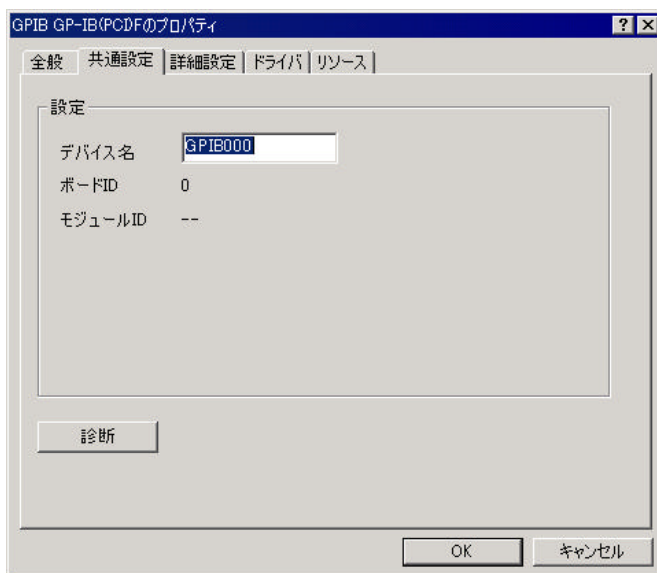 GPIB GP-IB(PCI)Fのプロパティ
全般 共通設定 詳細設定 ドライバ リソース
設定
デバイス名 GPIB000
ボードID 0
モジュールID --
診断
OK キャンセル